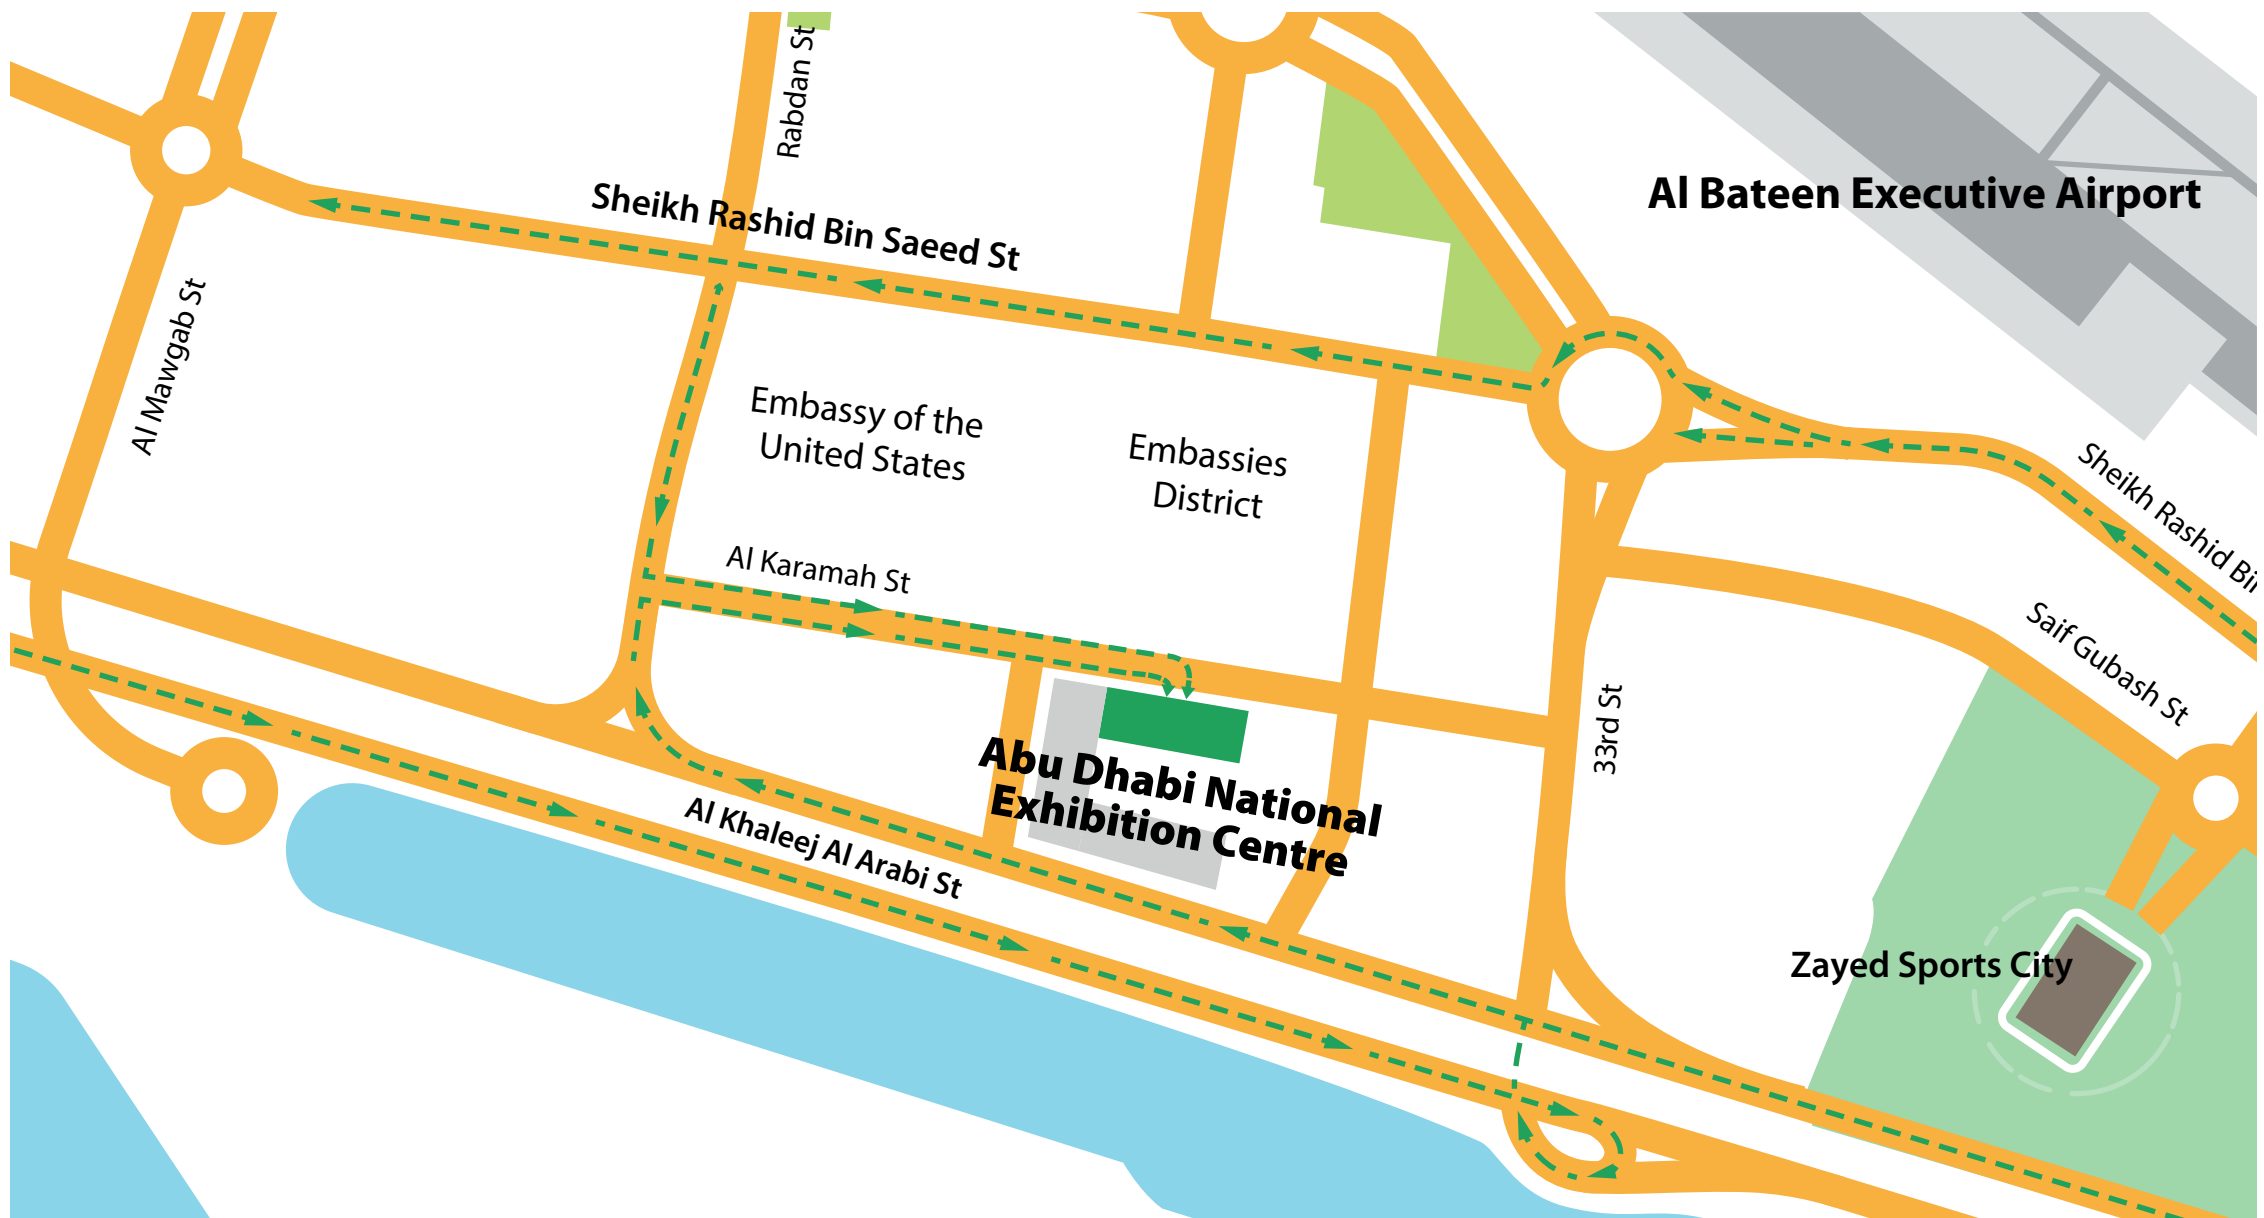 Rabdan St
Sheikh Rashid Bin Saeed St
Al Bateen Executive Airport
Al Mawgab St
Embassy of the
United States
Embassies
District
Sheikh Rashid Bin
Al Karamah St
Saif Gubash St
33rd St
Abu Dhabi National
Exhibition Centre
Al Khaleej Al Arabi St
Zayed Sports City